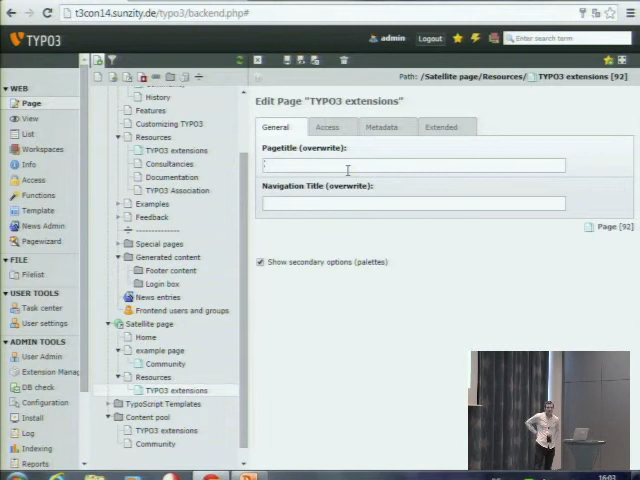 t3con14.sunzity.de/typo3/backend.php#
TYPO3
admin
Logout
Enter search term
Path: /Satellite page/Resources/ TYPO3 extensions [92]
WEB
Page
View
List
Workspaces
Info
Access
Functions
Template
News Admin
Pagewizard
FILE
Filelist
USER TOOLS
Task center
User settings
ADMIN TOOLS
User Admin
Extension Manag
DB check
Configuration
Install
Log
Indexing
Reports
History
Features
Customizing TYPO3
Resources
TYPO3 extensions
Consultancies
Documentation
TYPO3 Association
Examples
Feedback
--------------
Special pages
Generated content
Footer content
Login box
News entries
Frontend users and groups
Satellite page
Home
example page
Community
Resources
TYPO3 extensions
TypoScript Templates
Content pool
TYPO3 extensions
Community
Edit Page "TYPO3 extensions"
General
Access
Metadata
Extended
Pagetitle (overwrite):
Navigation Title (overwrite):
Page [92]
Show secondary options (palettes)
16:03